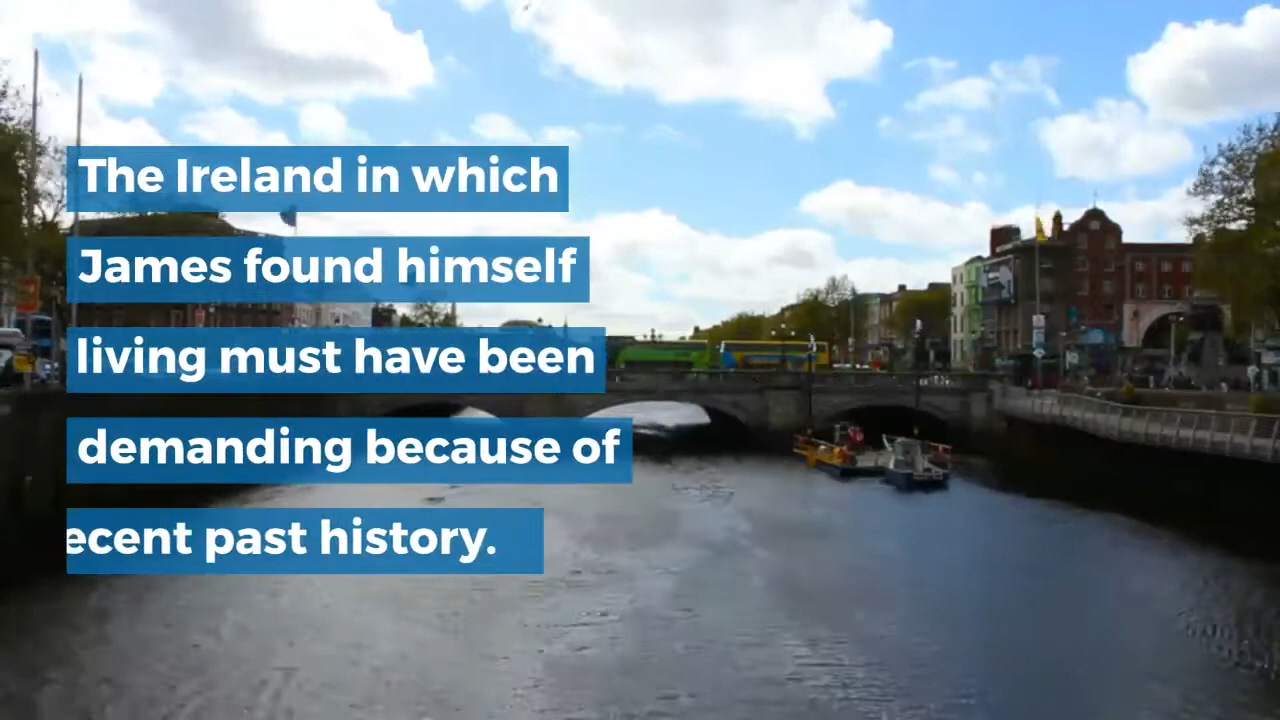 The Ireland in which
James found himself
living must have been
demanding because of
ecent past history.